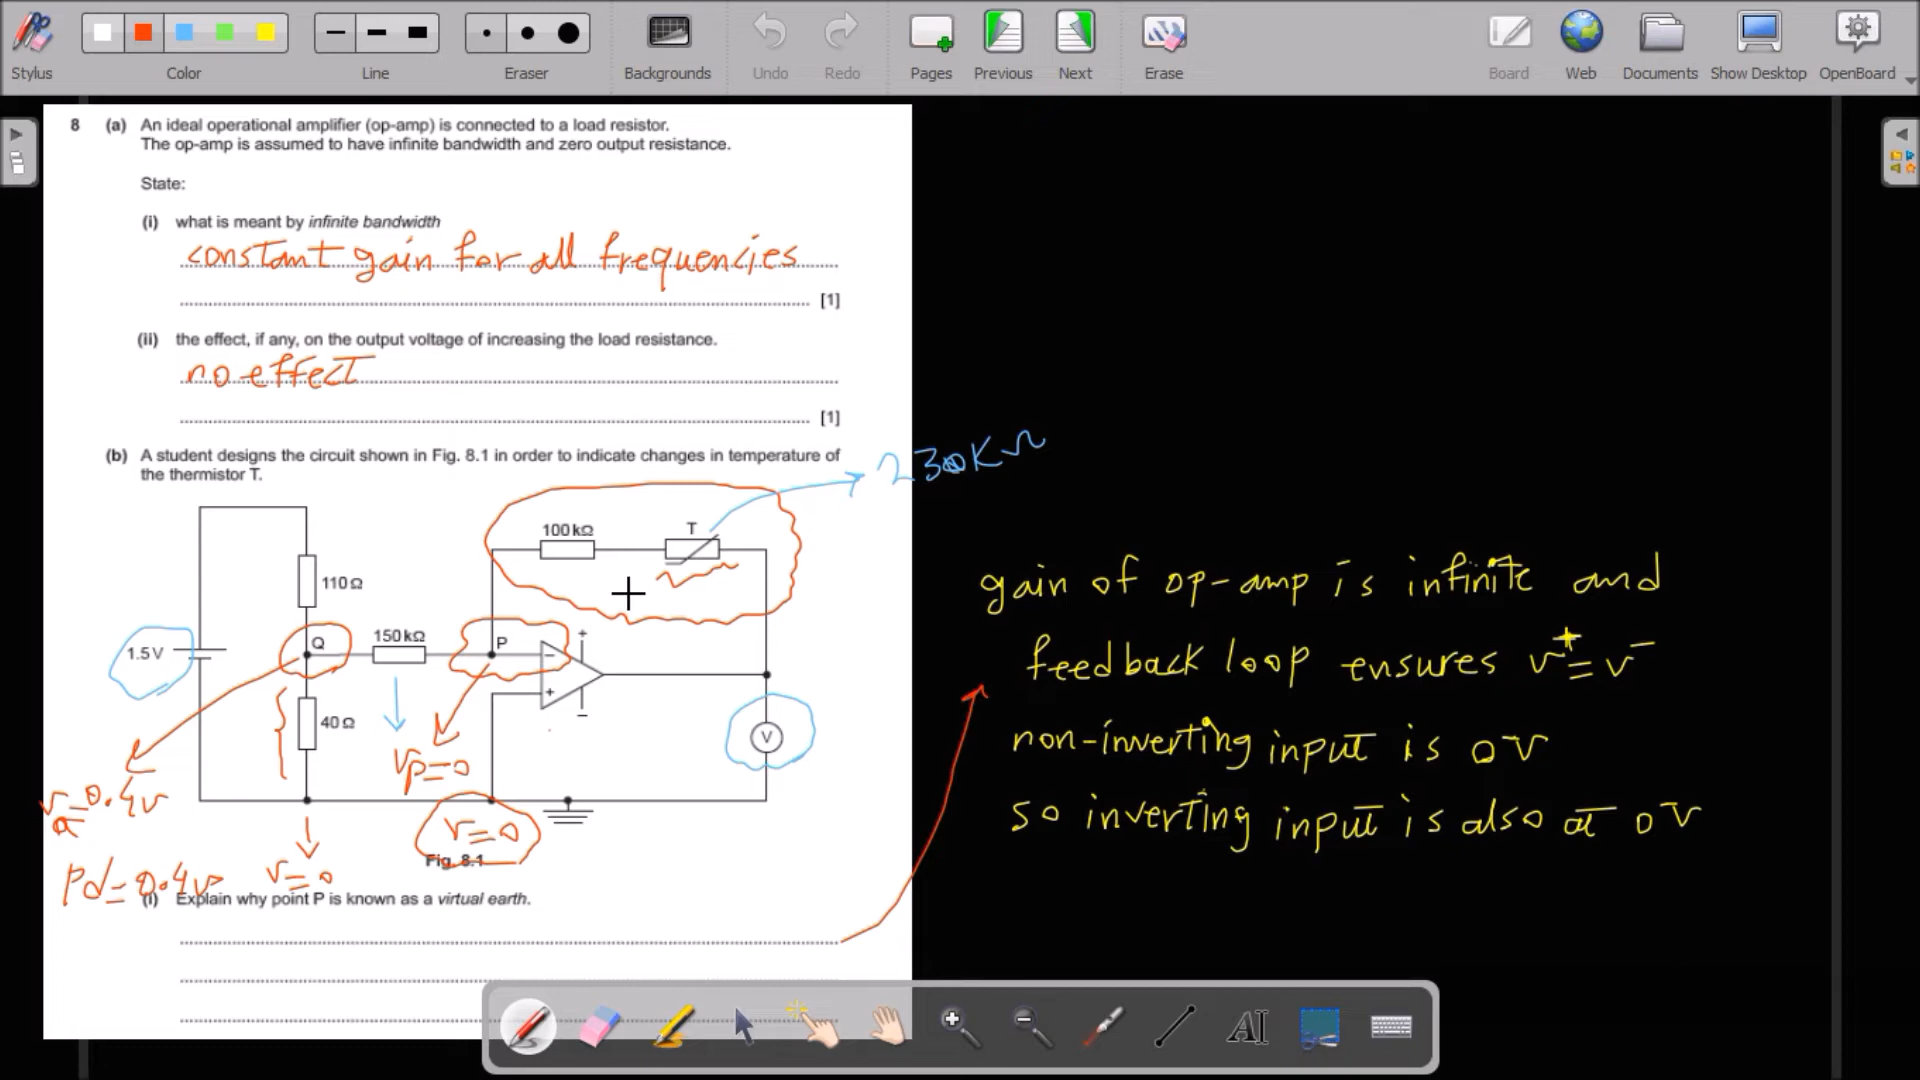 Stylus
Color
Line
Eraser
Backgrounds
Undo
Redo
Pages
Previous
Next
Erase
Board
Web
Documents
Show Desktop
OpenBoard
8 (a) An ideal operational amplifier (op-amp) is connected to a load resistor.
The op-amp is assumed to have infinite bandwidth and zero output resistance.
State:
(i) what is meant by infinite bandwidth
constant gain for all frequencies
[1]
(ii) the effect, if any, on the output voltage of increasing the load resistance.
no effect
[1]
(b) A student designs the circuit shown in Fig. 8.1 in order to indicate changes in temperature of
the thermistor T.
230KΩ
100kΩ
T
110Ω
Q
150kΩ
P
1.5V
40Ω
V
Vp=0
V=0.4V
V=0
Fig. 8.1
Pd=0.4V
V=0
(i) Explain why point P is known as a virtual earth.
gain of op-amp is infinite and
feedback loop ensures V⁺=V⁻
non-inverting input is 0V
so inverting input is also at 0V
AI